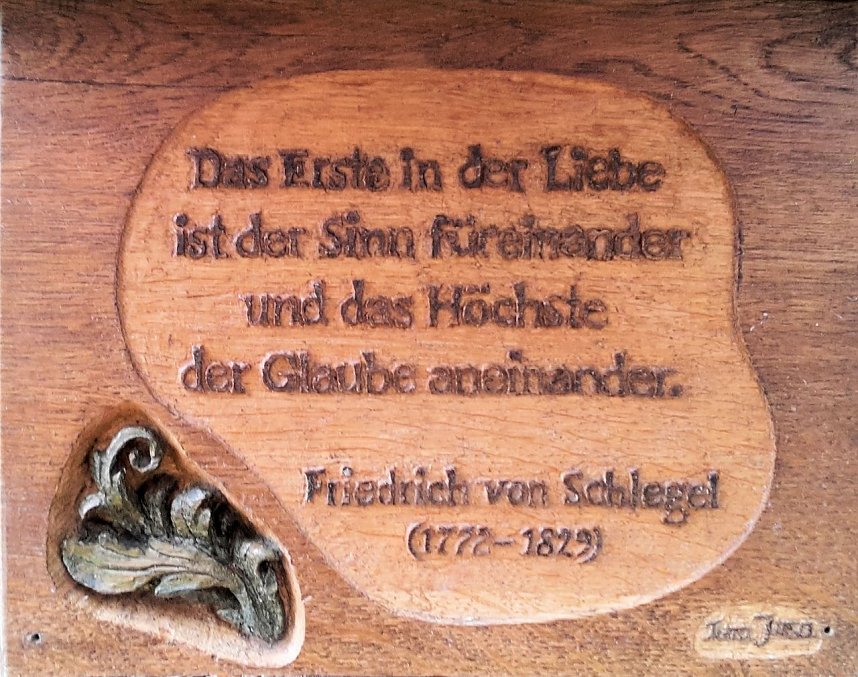 Das Erste in der Liebe
ist der Sinn füreinander
und das Höchste
der Glaube aneinander.
Friedrich von Schlegel
(1772–1829)